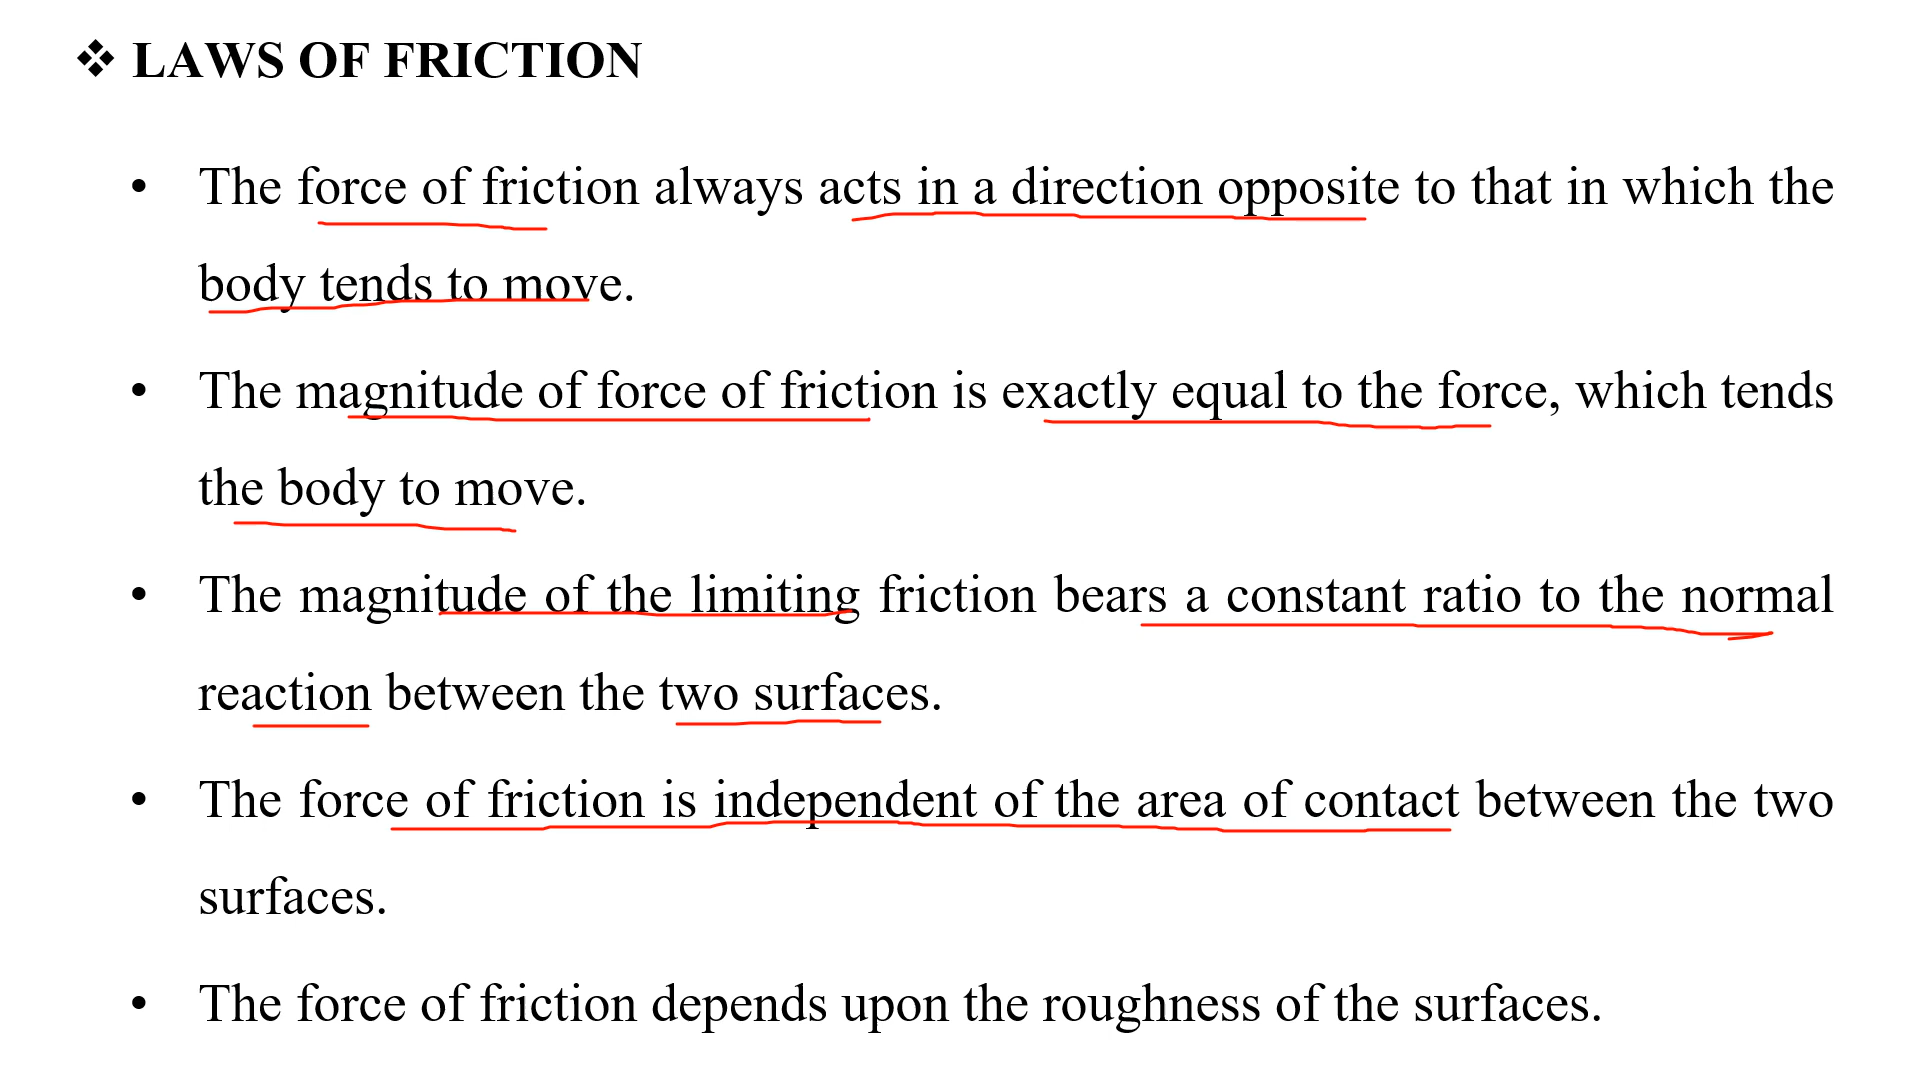 ❖ LAWS OF FRICTION
• The force of friction always acts in a direction opposite to that in which the
body tends to move.
• The magnitude of force of friction is exactly equal to the force, which tends
the body to move.
• The magnitude of the limiting friction bears a constant ratio to the normal
reaction between the two surfaces.
• The force of friction is independent of the area of contact between the two
surfaces.
• The force of friction depends upon the roughness of the surfaces.